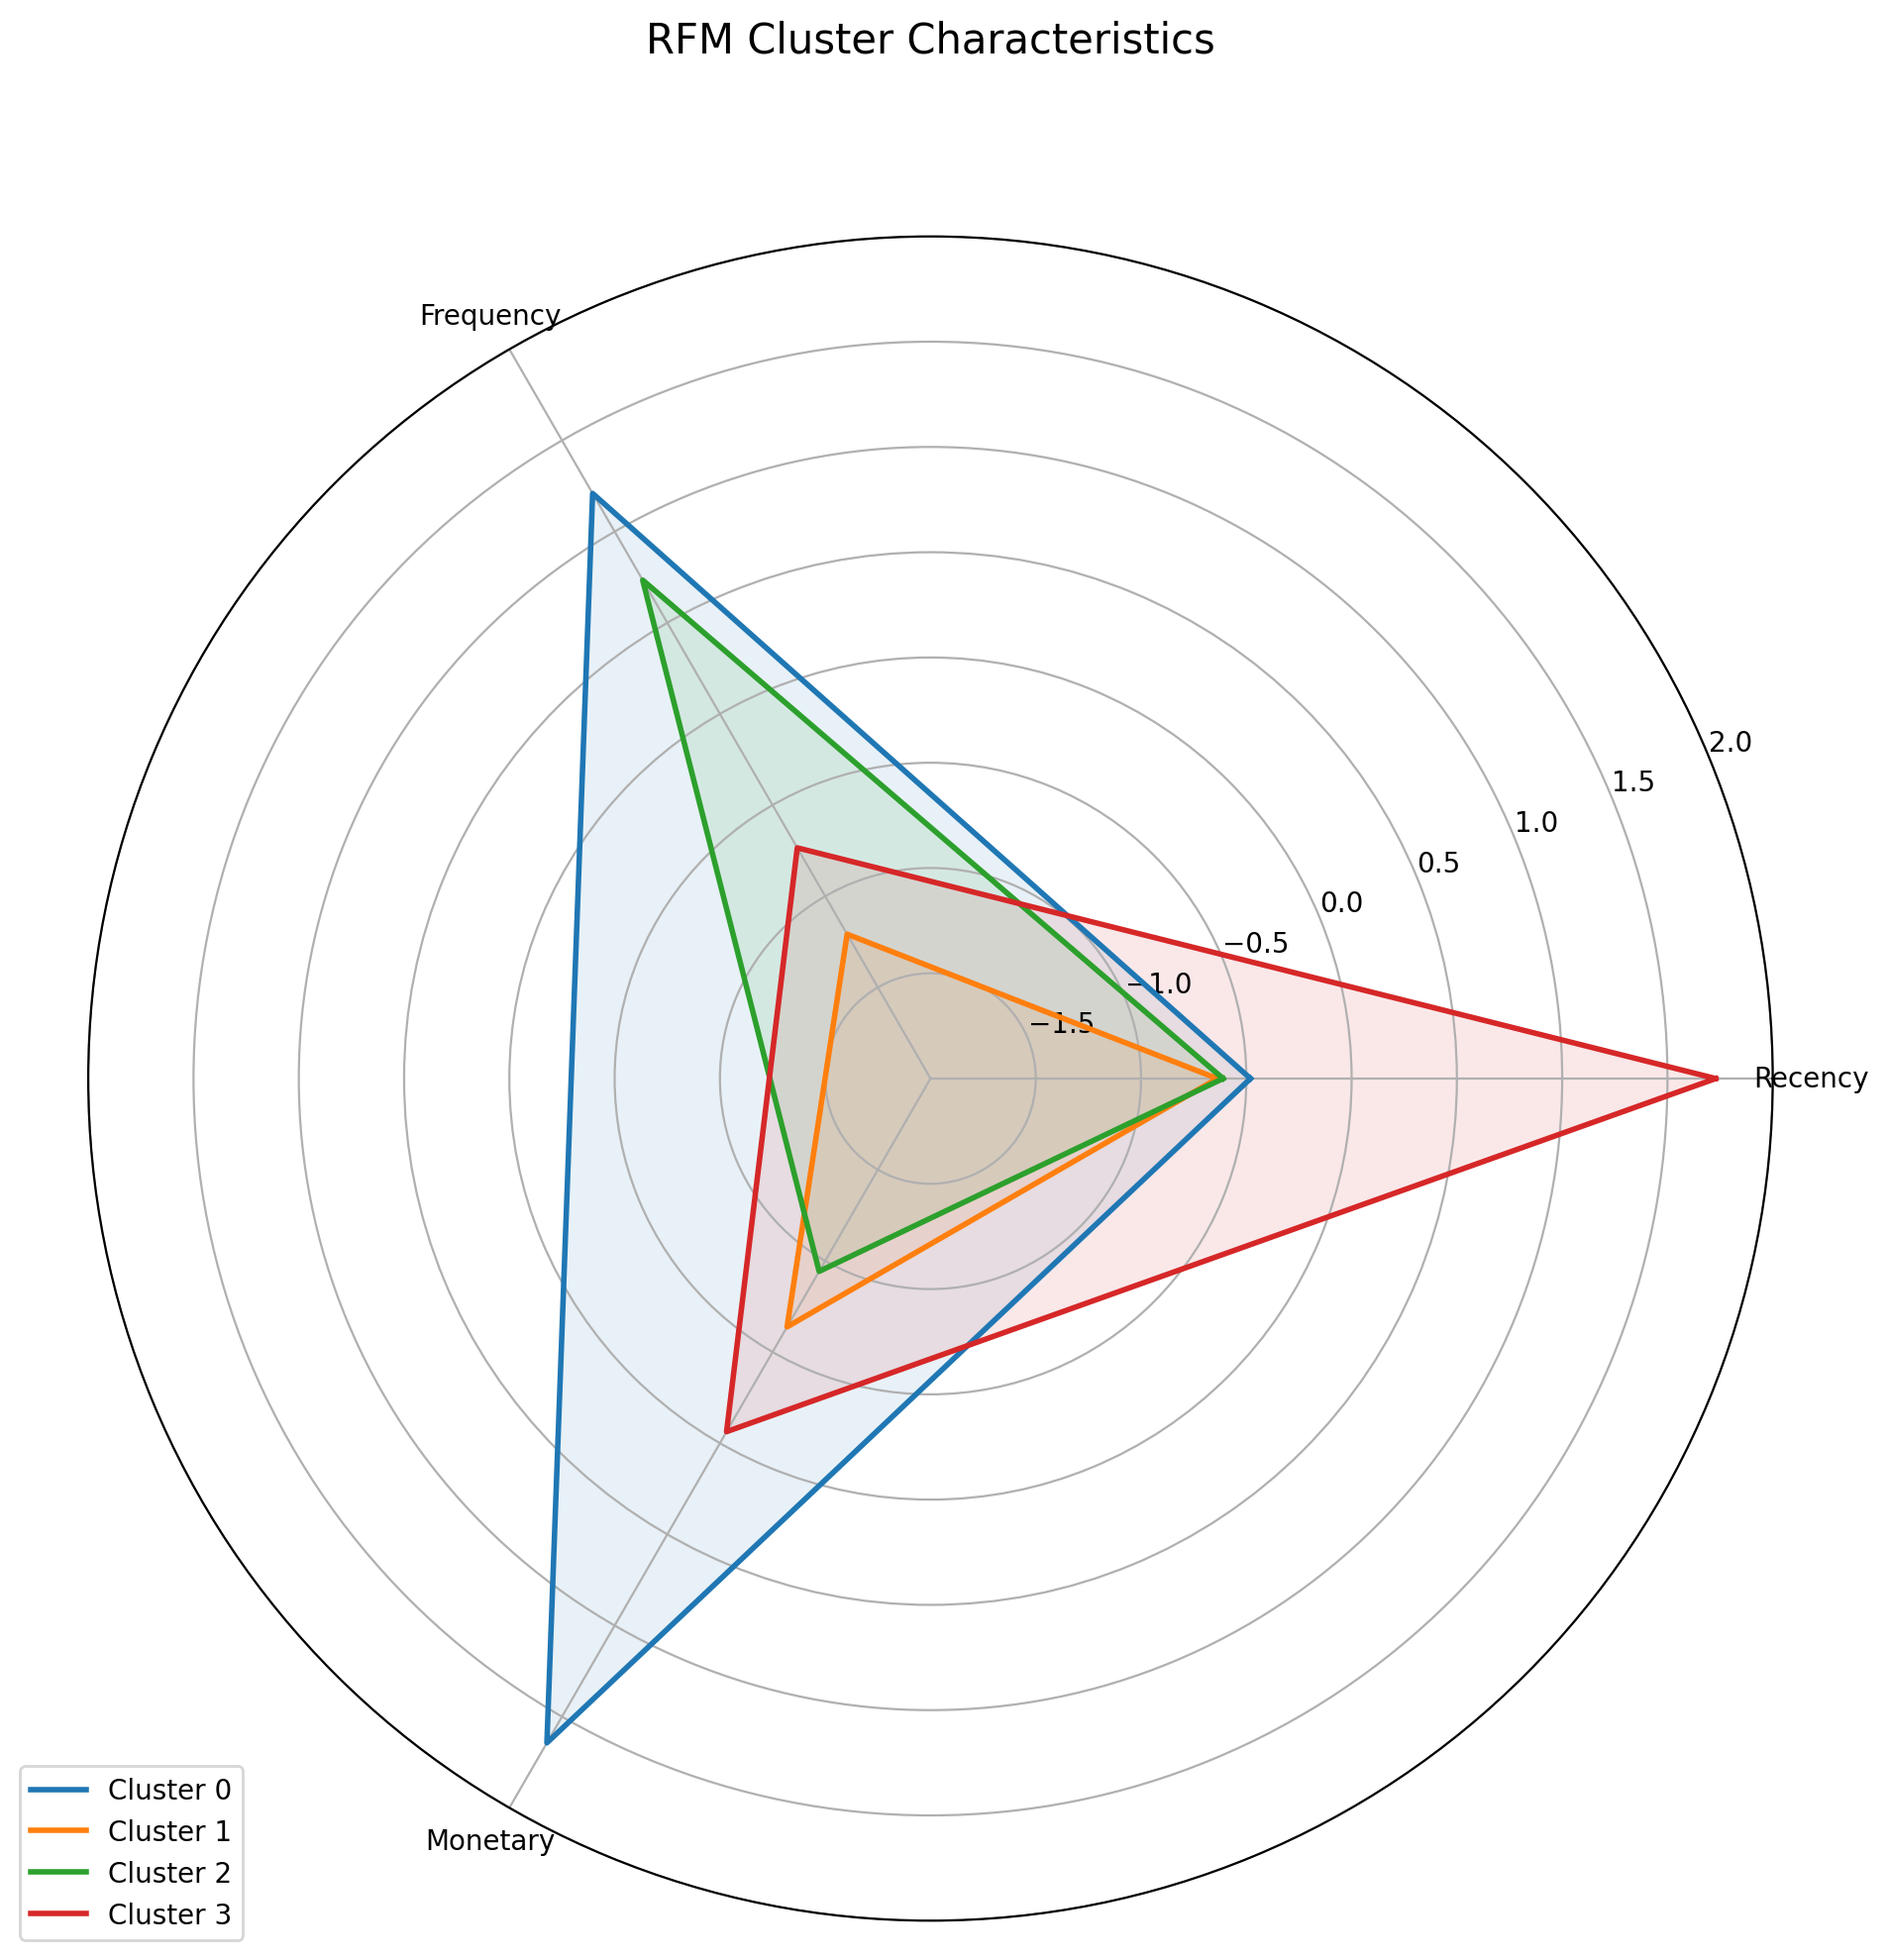 RFM Cluster Characteristics
Frequency
2.0
1.5
1.0
0.5
0.0
−0.5
−1.0
−1.5
Recency
Monetary
Cluster 0
Cluster 1
Cluster 2
Cluster 3